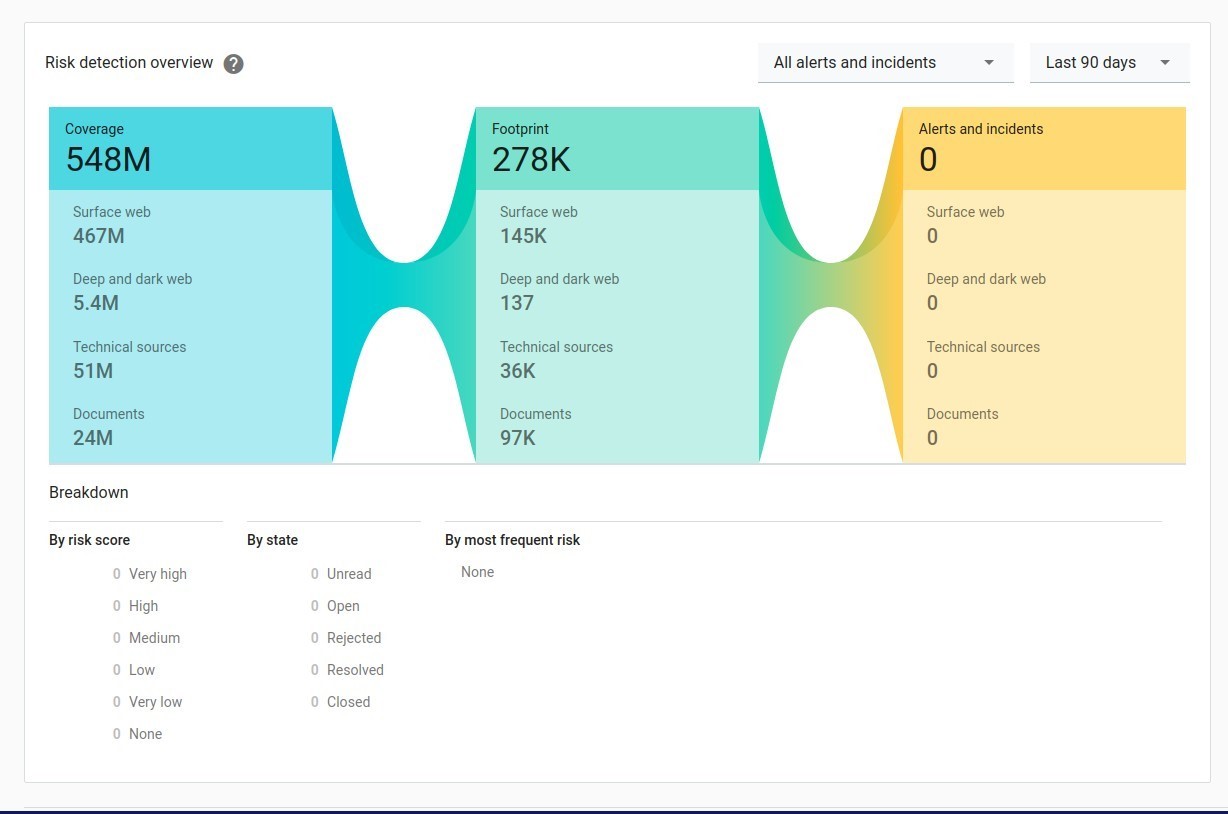 Risk detection overview ?
All alerts and incidents
Last 90 days
Coverage
548M
Surface web
467M
Deep and dark web
5.4M
Technical sources
51M
Documents
24M
Footprint
278K
Surface web
145K
Deep and dark web
137
Technical sources
36K
Documents
97K
Alerts and incidents
0
Surface web
0
Deep and dark web
0
Technical sources
0
Documents
0
Breakdown
By risk score
0 Very high
0 High
0 Medium
0 Low
0 Very low
0 None
By state
0 Unread
0 Open
0 Rejected
0 Resolved
0 Closed
By most frequent risk
None